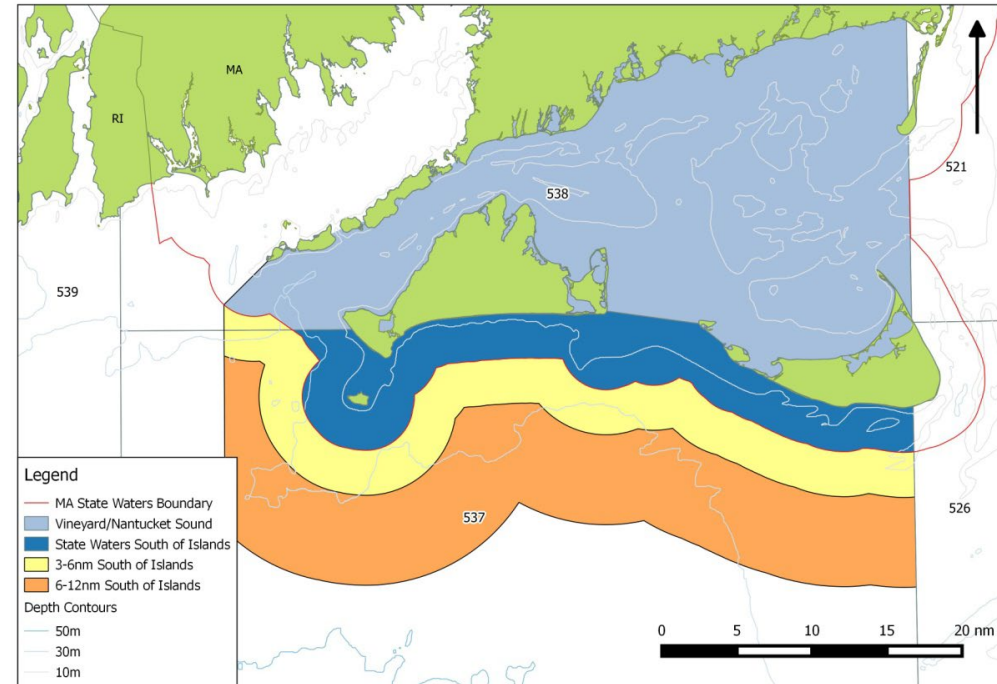 MA
RI
521
538
539
Legend
MA State Waters Boundary
Vineyard/Nantucket Sound
State Waters South of Islands
3-6nm South of Islands
6-12nm South of Islands
Depth Contours
50m
30m
10m
537
526
0 5 10 15 20 nm